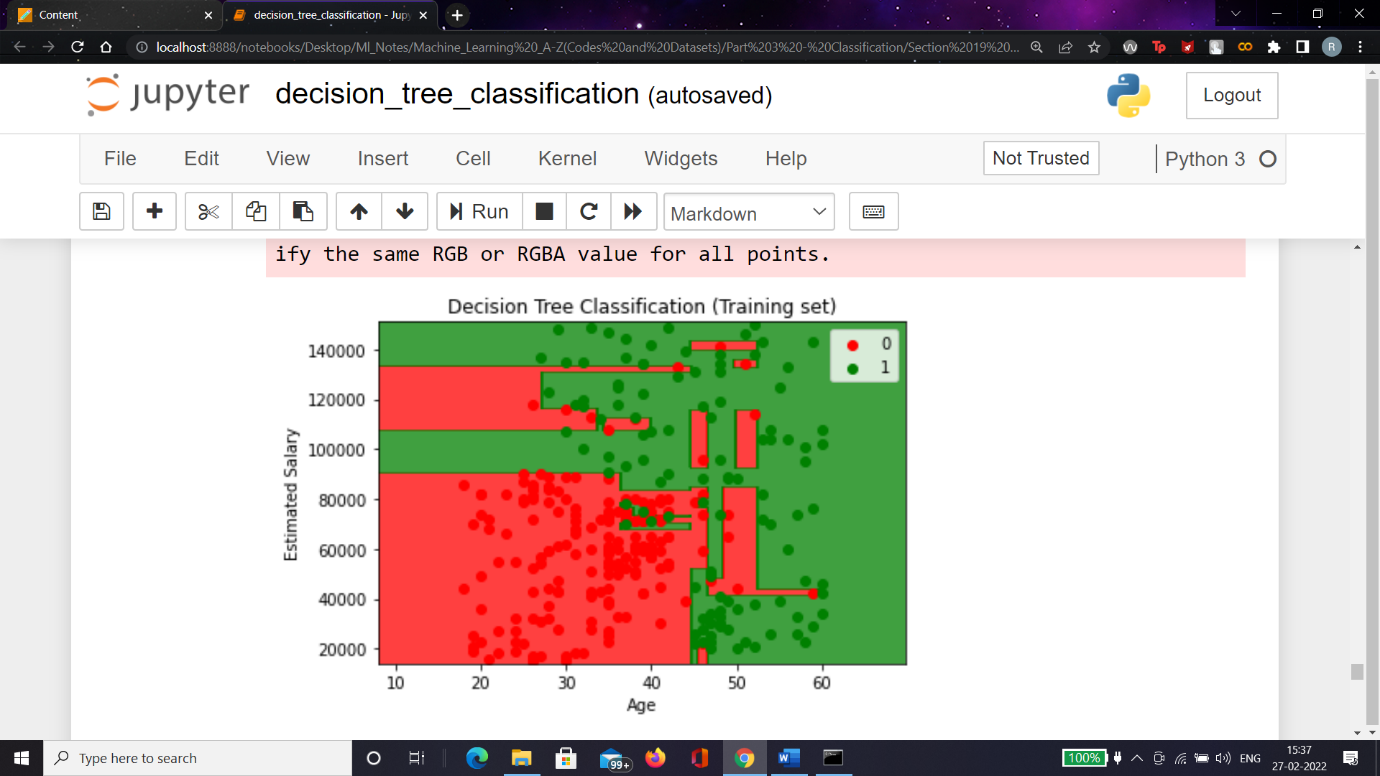 Content
decision_tree_classification - Jup
localhost:8888/notebooks/Desktop/Ml_Notes/Machine_Learning%20_A-Z(Codes%20and%20Datasets)/Part%203%20-%20Classification/Section%2019%20...
Tp
R
jupyter decision_tree_classification (autosaved)
Logout
File Edit View Insert Cell Kernel Widgets Help
Not Trusted
Python 3
Run
Markdown
ify the same RGB or RGBA value for all points.
Decision Tree Classification (Training set)
0
1
140000
120000
100000
80000
60000
40000
20000
Estimated Salary
10 20 30 40 50 60
Age
Type here to search
99+
100%
ENG
15:37
27-02-2022